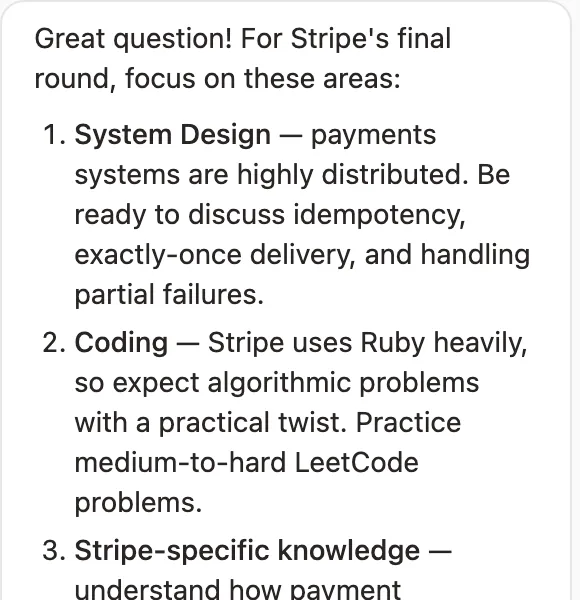 Great question! For Stripe's final
round, focus on these areas:
1. System Design — payments
systems are highly distributed. Be
ready to discuss idempotency,
exactly-once delivery, and handling
partial failures.
2. Coding — Stripe uses Ruby heavily,
so expect algorithmic problems
with a practical twist. Practice
medium-to-hard LeetCode
problems.
3. Stripe-specific knowledge —
understand how payment